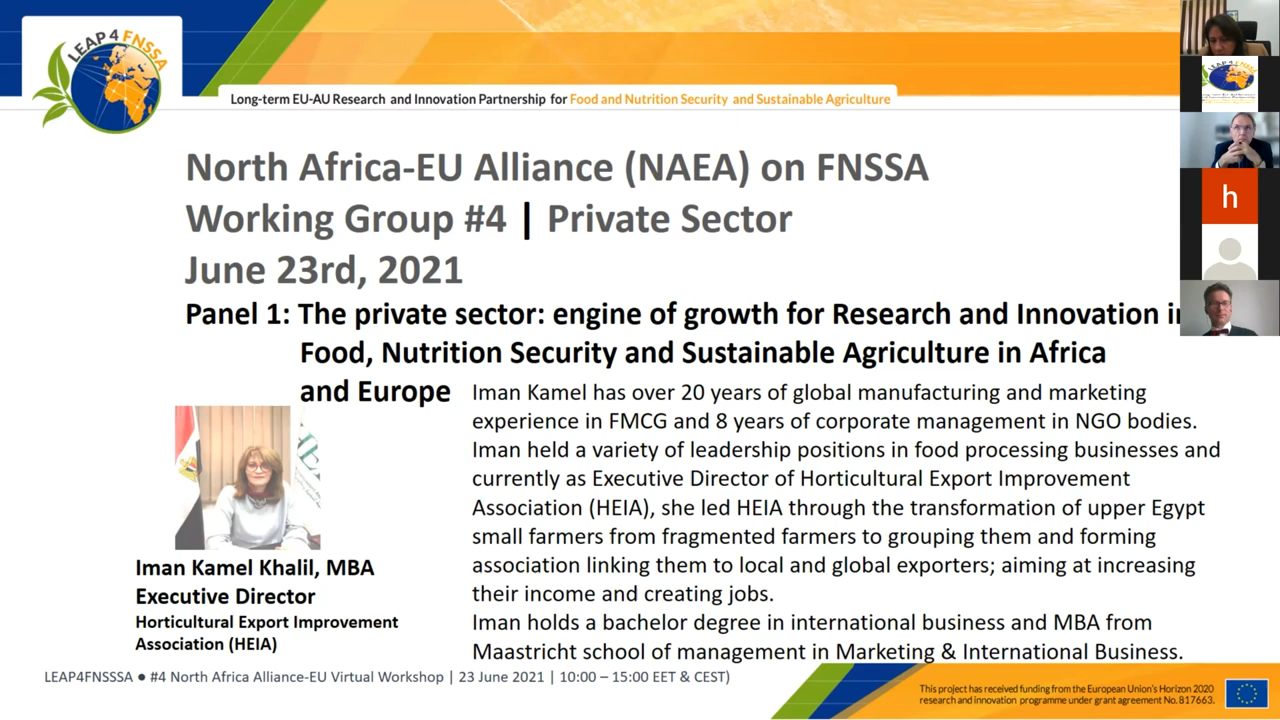 LEAP 4 FNSSA
Long-term EU-AU Research and Innovation Partnership for Food and Nutrition Security and Sustainable Agriculture
North Africa-EU Alliance (NAEA) on FNSSA
Working Group #4 | Private Sector
June 23rd, 2021
h
Panel 1: The private sector: engine of growth for Research and Innovation in
Food, Nutrition Security and Sustainable Agriculture in Africa
and Europe
Iman Kamel has over 20 years of global manufacturing and marketing
experience in FMCG and 8 years of corporate management in NGO bodies.
Iman held a variety of leadership positions in food processing businesses and
currently as Executive Director of Horticultural Export Improvement
Association (HEIA), she led HEIA through the transformation of upper Egypt
small farmers from fragmented farmers to grouping them and forming
association linking them to local and global exporters; aiming at increasing
their income and creating jobs.
Iman holds a bachelor degree in international business and MBA from
Maastricht school of management in Marketing & International Business.
Iman Kamel Khalil, MBA
Executive Director
Horticultural Export Improvement
Association (HEIA)
LEAP4FNSSSA ● #4 North Africa Alliance-EU Virtual Workshop | 23 June 2021 | 10:00 – 15:00 EET & CEST)
This project has received funding from the European Union's Horizon 2020
research and innovation programme under grant agreement No. 817663.